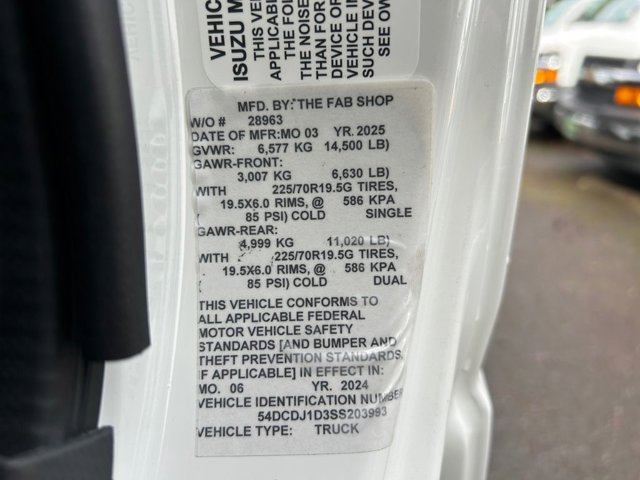 VEHIC
ISUZU M
THIS VE
APPLICAB
THE FOL
THE NOISE
THAN FOR
DEVICE OR
VEHICLE IN
SUCH DEV
SEE OW
MFD. BY: THE FAB SHOP
W/O # 28963
DATE OF MFR:MO 03 YR. 2025
GVWR: 6,577 KG 14,500 LB)
GAWR-FRONT:
3,007 KG 6,630 LB)
WITH 225/70R19.5G TIRES,
19.5X6.0 RIMS, @ 586 KPA
( 85 PSI) COLD SINGLE
GAWR-REAR:
4,999 KG 11,020 LB)
WITH 225/70R19.5G TIRES,
19.5X6.0 RIMS, @ 586 KPA
( 85 PSI) COLD DUAL
THIS VEHICLE CONFORMS TO
ALL APPLICABLE FEDERAL
MOTOR VEHICLE SAFETY
STANDARDS [AND BUMPER AND
THEFT PREVENTION STANDARDS,
IF APPLICABLE] IN EFFECT IN:
MO. 06 YR. 2024
VEHICLE IDENTIFICATION NUMBER
54DCDJ1D3SS203993
VEHICLE TYPE: TRUCK